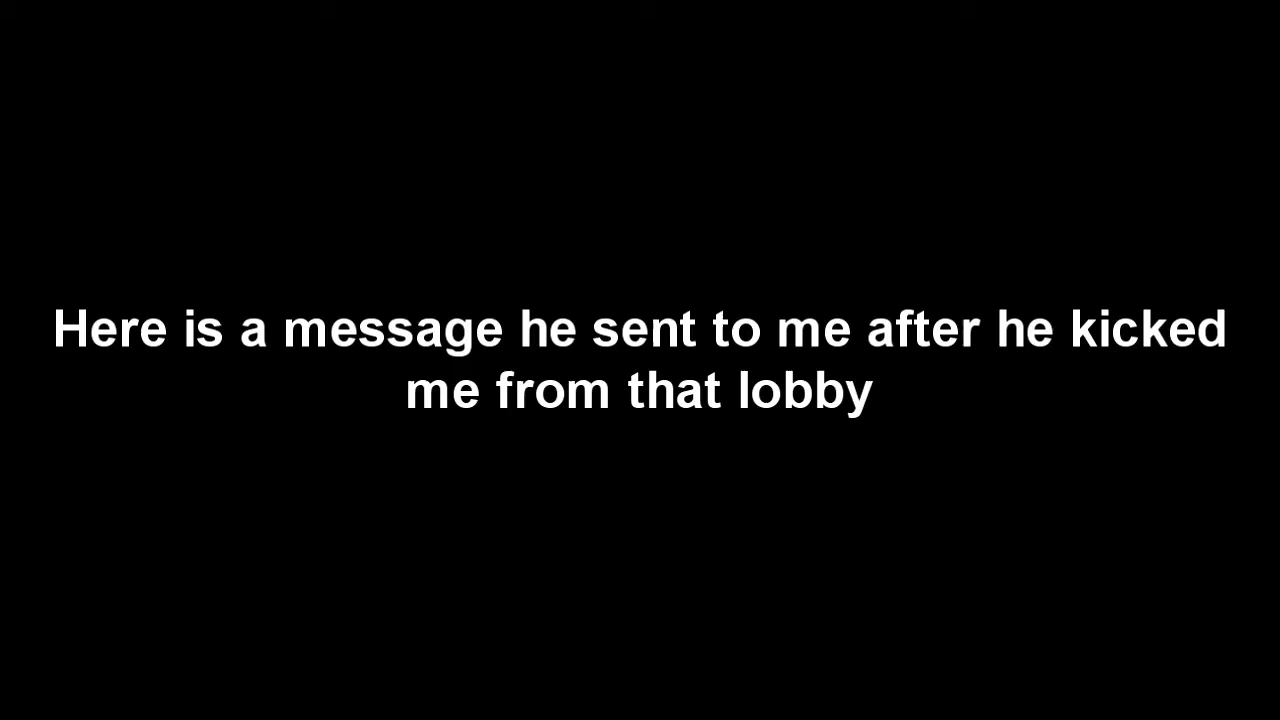 Here is a message he sent to me after he kicked
me from that lobby